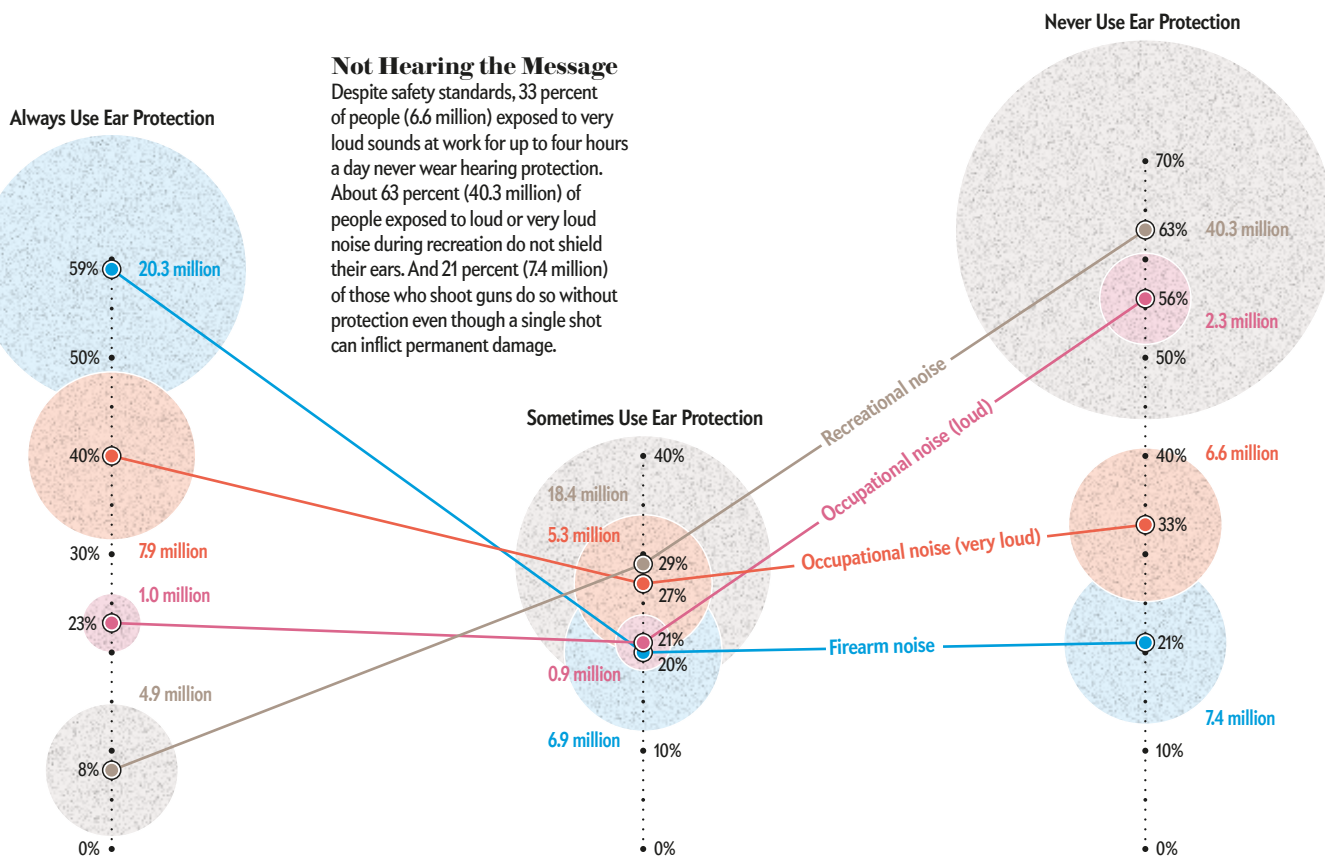 Never Use Ear Protection
Not Hearing the Message
Despite safety standards, 33 percent
of people (6.6 million) exposed to very
loud sounds at work for up to four hours
a day never wear hearing protection.
About 63 percent (40.3 million) of
people exposed to loud or very loud
noise during recreation do not shield
their ears. And 21 percent (7.4 million)
of those who shoot guns do so without
protection even though a single shot
can inflict permanent damage.
Always Use Ear Protection
59%
20.3 million
50%
40%
7.9 million
30%
1.0 million
23%
4.9 million
8%
0%
Sometimes Use Ear Protection
40%
18.4 million
5.3 million
29%
27%
21%
20%
0.9 million
6.9 million
10%
0%
Recreational noise
Occupational noise (loud)
Occupational noise (very loud)
Firearm noise
70%
63%
40.3 million
56%
2.3 million
50%
40%
6.6 million
33%
21%
7.4 million
10%
0%